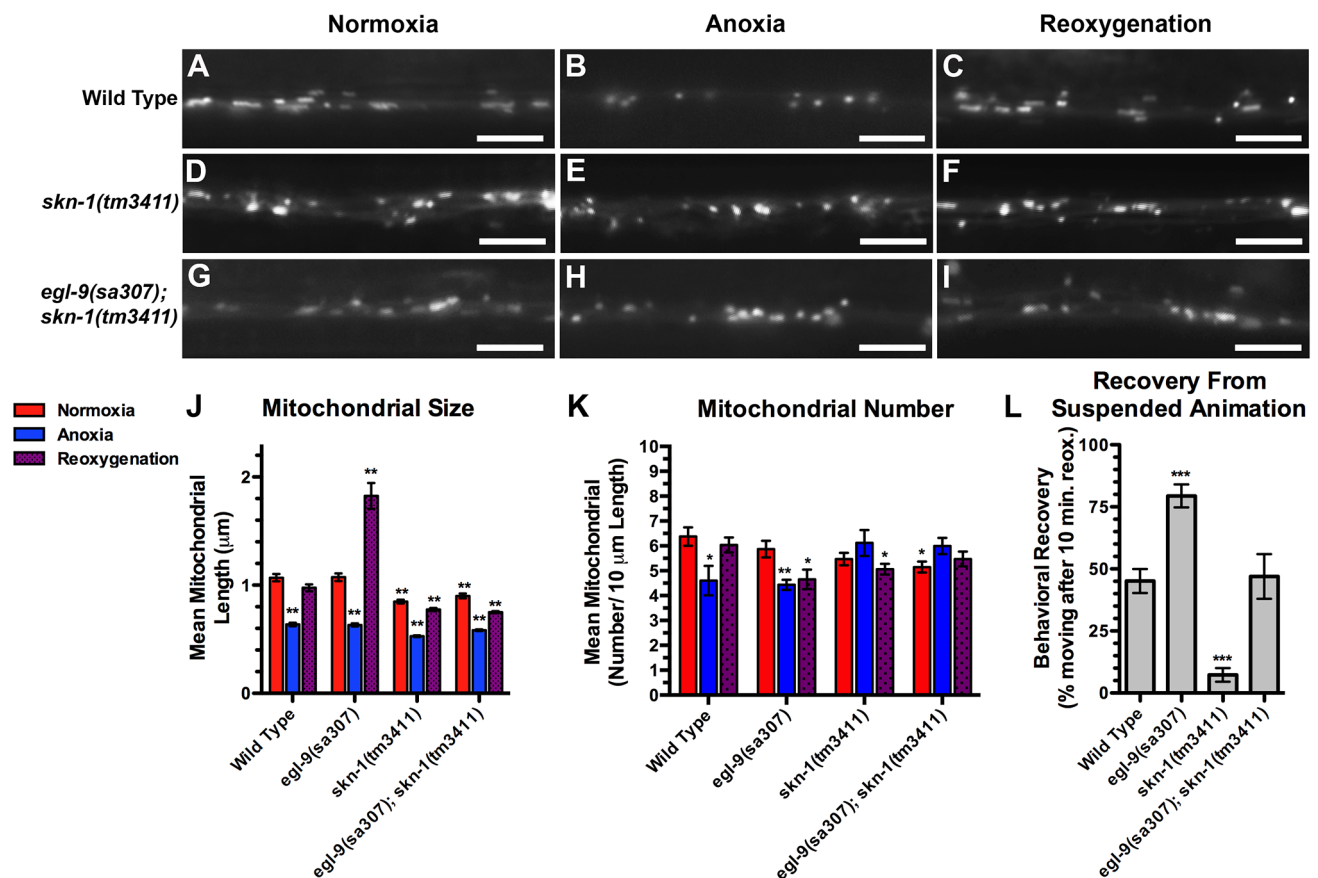 Normoxia Anoxia Reoxygenation
Wild Type A B C
skn-1(tm3411) D E F
egl-9(sa307);
skn-1(tm3411) G H I
Normoxia
Anoxia
Reoxygenation
J Mitochondrial Size
Mean Mitochondrial
Length (μm)
2
1
0
** ** ** ** ** ** ** **
Wild Type
egl-9(sa307)
skn-1(tm3411)
egl-9(sa307); skn-1(tm3411)
K Mitochondrial Number
Mean Mitochondrial
(Number/ 10 μm Length)
10
9
8
7
6
5
4
3
2
1
0
* ** * * *
Wild Type
egl-9(sa307)
skn-1(tm3411)
egl-9(sa307); skn-1(tm3411)
L Recovery From
Suspended Animation
Behavioral Recovery
(% moving after 10 min. reox.)
100
75
50
25
0
*** ***
Wild Type
egl-9(sa307)
skn-1(tm3411)
egl-9(sa307); skn-1(tm3411)